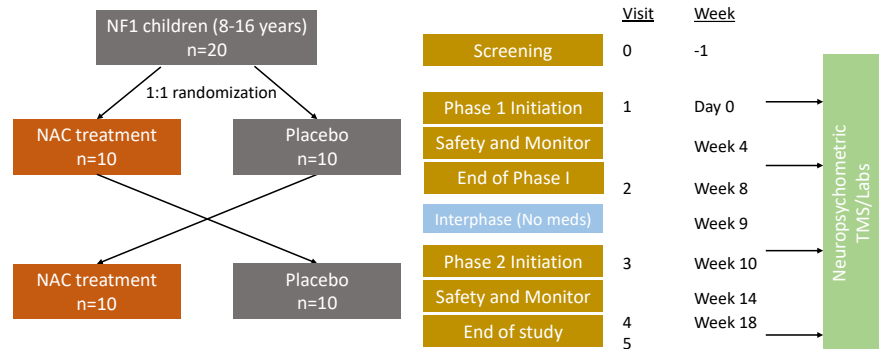 NF1 children (8-16 years)
n=20
1:1 randomization
NAC treatment
n=10
Placebo
n=10
NAC treatment
n=10
Placebo
n=10
Visit Week
Screening 0 -1
Phase 1 Initiation 1 Day 0
Safety and Monitor Week 4
End of Phase I 2 Week 8
Interphase (No meds) Week 9
Phase 2 Initiation 3 Week 10
Safety and Monitor Week 14
End of study 4 Week 18
5
Neuropsychometric
TMS/Labs